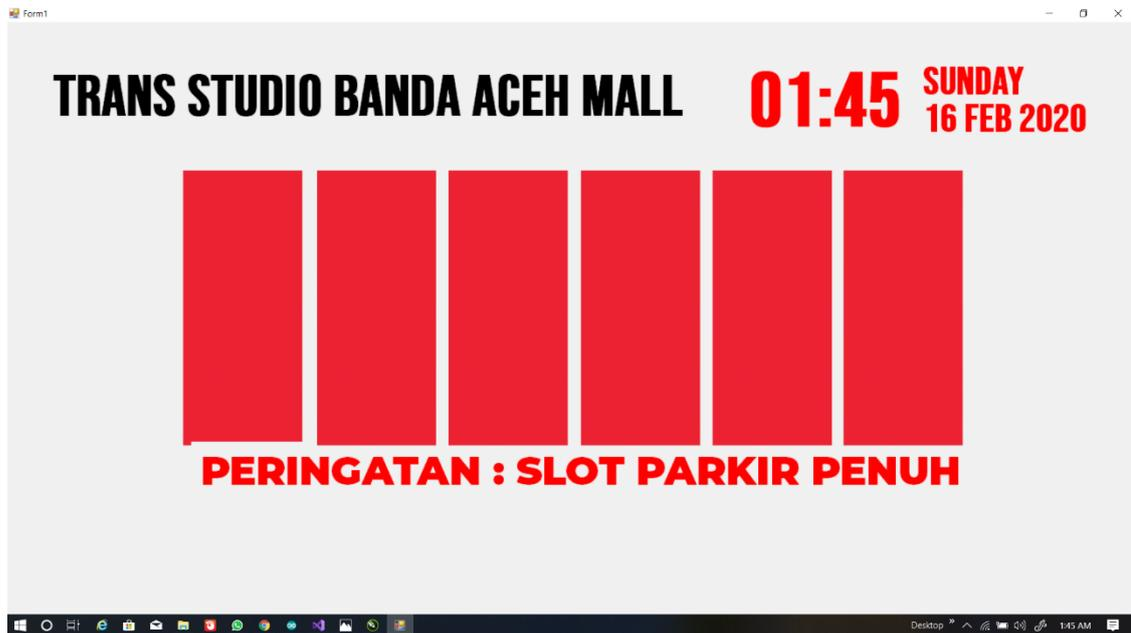 Form1
TRANS STUDIO BANDA ACEH MALL
01:45
SUNDAY
16 FEB 2020
PERINGATAN : SLOT PARKIR PENUH
Desktop
1:45 AM